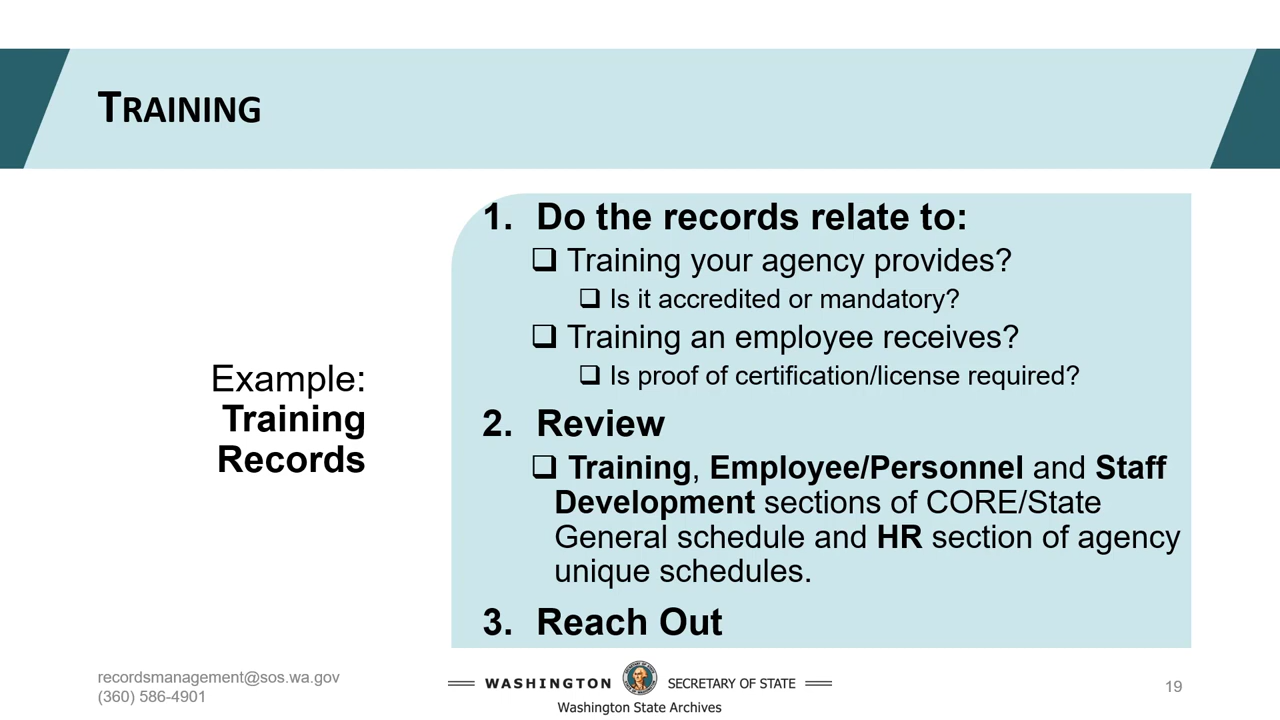 TRAINING
Example:
Training
Records
1. Do the records relate to:
❑ Training your agency provides?
❑ Is it accredited or mandatory?
❑ Training an employee receives?
❑ Is proof of certification/license required?
2. Review
❑ Training, Employee/Personnel and Staff
Development sections of CORE/State
General schedule and HR section of agency
unique schedules.
3. Reach Out
recordsmanagement@sos.wa.gov
(360) 586-4901
WASHINGTON SECRETARY OF STATE
Washington State Archives
19